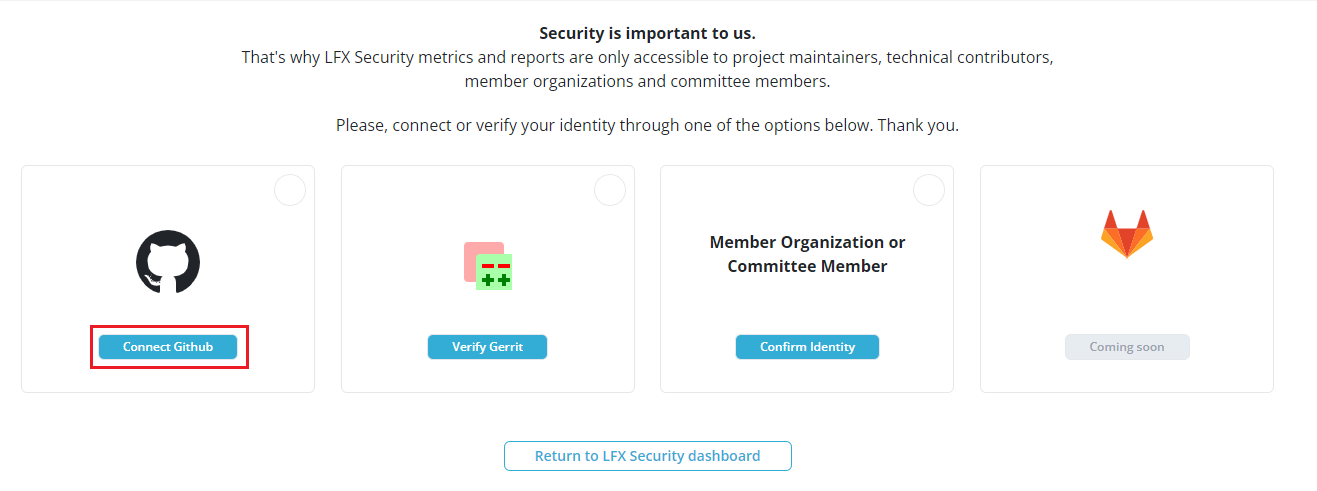 Security is important to us.
That's why LFX Security metrics and reports are only accessible to project maintainers, technical contributors,
member organizations and committee members.
Please, connect or verify your identity through one of the options below. Thank you.
Member Organization or
Committee Member
Connect Github
Verify Gerrit
Confirm Identity
Coming soon
Return to LFX Security dashboard